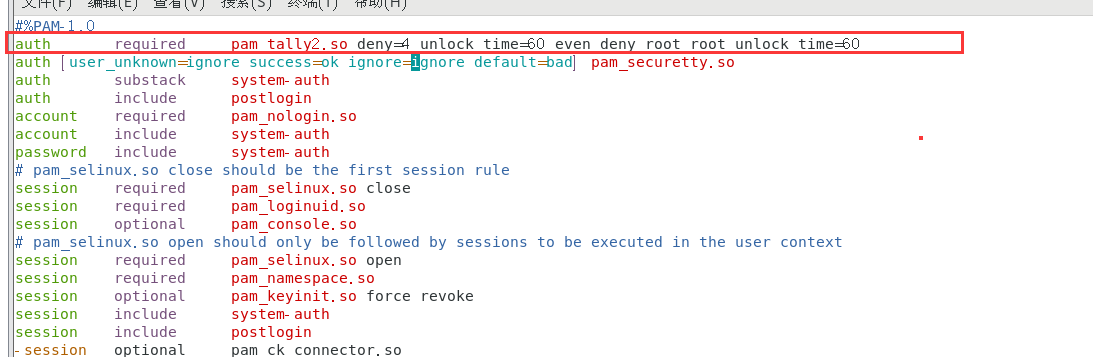 文件(F) 编辑(E) 查看(V) 搜索(S) 终端(T) 帮助(H)
#%PAM-1.0
auth required pam_tally2.so deny=4 unlock_time=60 even_deny_root root_unlock_time=60
auth [user_unknown=ignore success=ok ignore=ignore default=bad] pam_securetty.so
auth substack system-auth
auth include postlogin
account required pam_nologin.so
account include system-auth
password include system-auth
# pam_selinux.so close should be the first session rule
session required pam_selinux.so close
session required pam_loginuid.so
session optional pam_console.so
# pam_selinux.so open should only be followed by sessions to be executed in the user context
session required pam_selinux.so open
session required pam_namespace.so
session optional pam_keyinit.so force revoke
session include system-auth
session include postlogin
-session optional pam_ck_connector.so